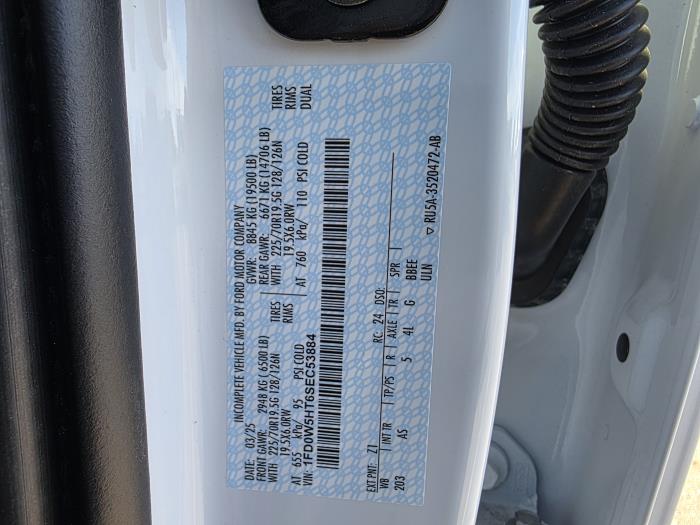 INCOMPLETE VEHICLE MFD. BY FORD MOTOR COMPANY
03/25 GVWR: 8845 KG (19500 LB)
FRONT GAWR: 2948 KG (6500 LB) REAR GAWR: 6671 KG (14706 LB)
WITH 225/70R19.5G 128/126N TIRES WITH 225/70R19.5G 128/126N TIRES
19.5X6.0RW RIMS 19.5X6.0RW RIMS
AT 655 kPa/ 95 PSI COLD AT 760 kPa/ 110 PSI COLD DUAL
VIN: 1FD0W5HT6SEC53884
EXT PNT: Z1 RC: 24 DSO:
WB INT TR TP/PS R AXLE TR SPR
203 AS 5 4L G BBEE
ULN
▽ RU5A-3520472-AB